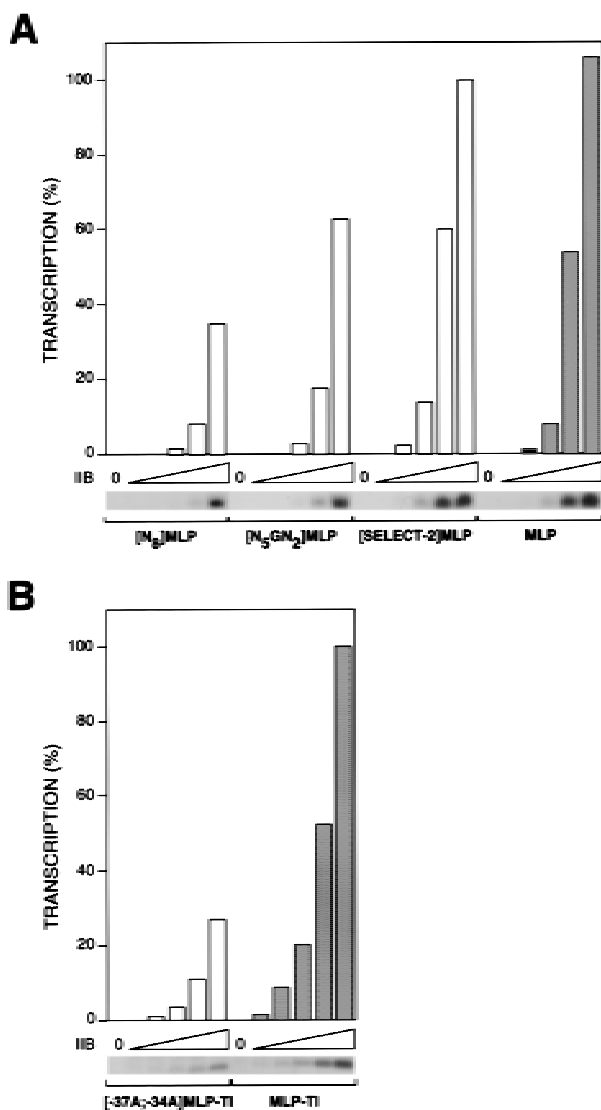 A
TRANSCRIPTION (%)
100
80
60
40
20
0
IIB 0 0 0 0
[N8]MLP [N5GN2]MLP [SELECT-2]MLP MLP
B
TRANSCRIPTION (%)
100
80
60
40
20
0
IIB 0 0
[-37A;-34A]MLP-TI MLP-TI